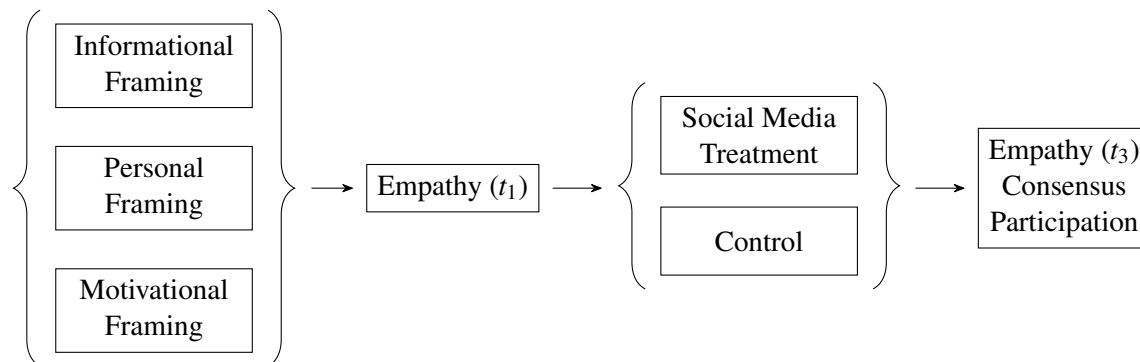 Informational
Framing
Personal
Framing
Motivational
Framing
Empathy (t₁)
Social Media
Treatment
Control
Empathy (t₃)
Consensus
Participation